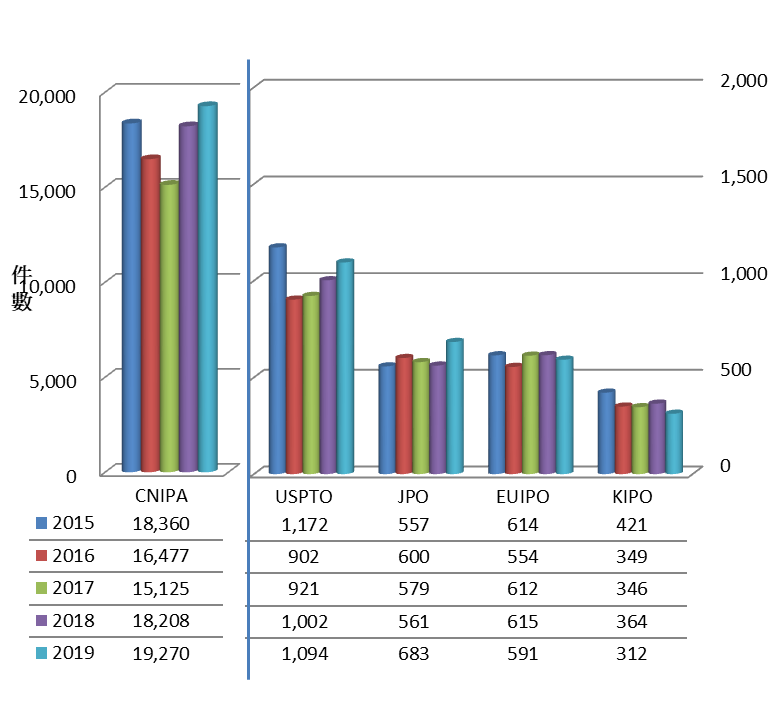 20,000
15,000
10,000
5,000
0
件數
2,000
1,500
1,000
500
0
CNIPA USPTO JPO EUIPO KIPO
2015 18,360 1,172 557 614 421
2016 16,477 902 600 554 349
2017 15,125 921 579 612 346
2018 18,208 1,002 561 615 364
2019 19,270 1,094 683 591 312